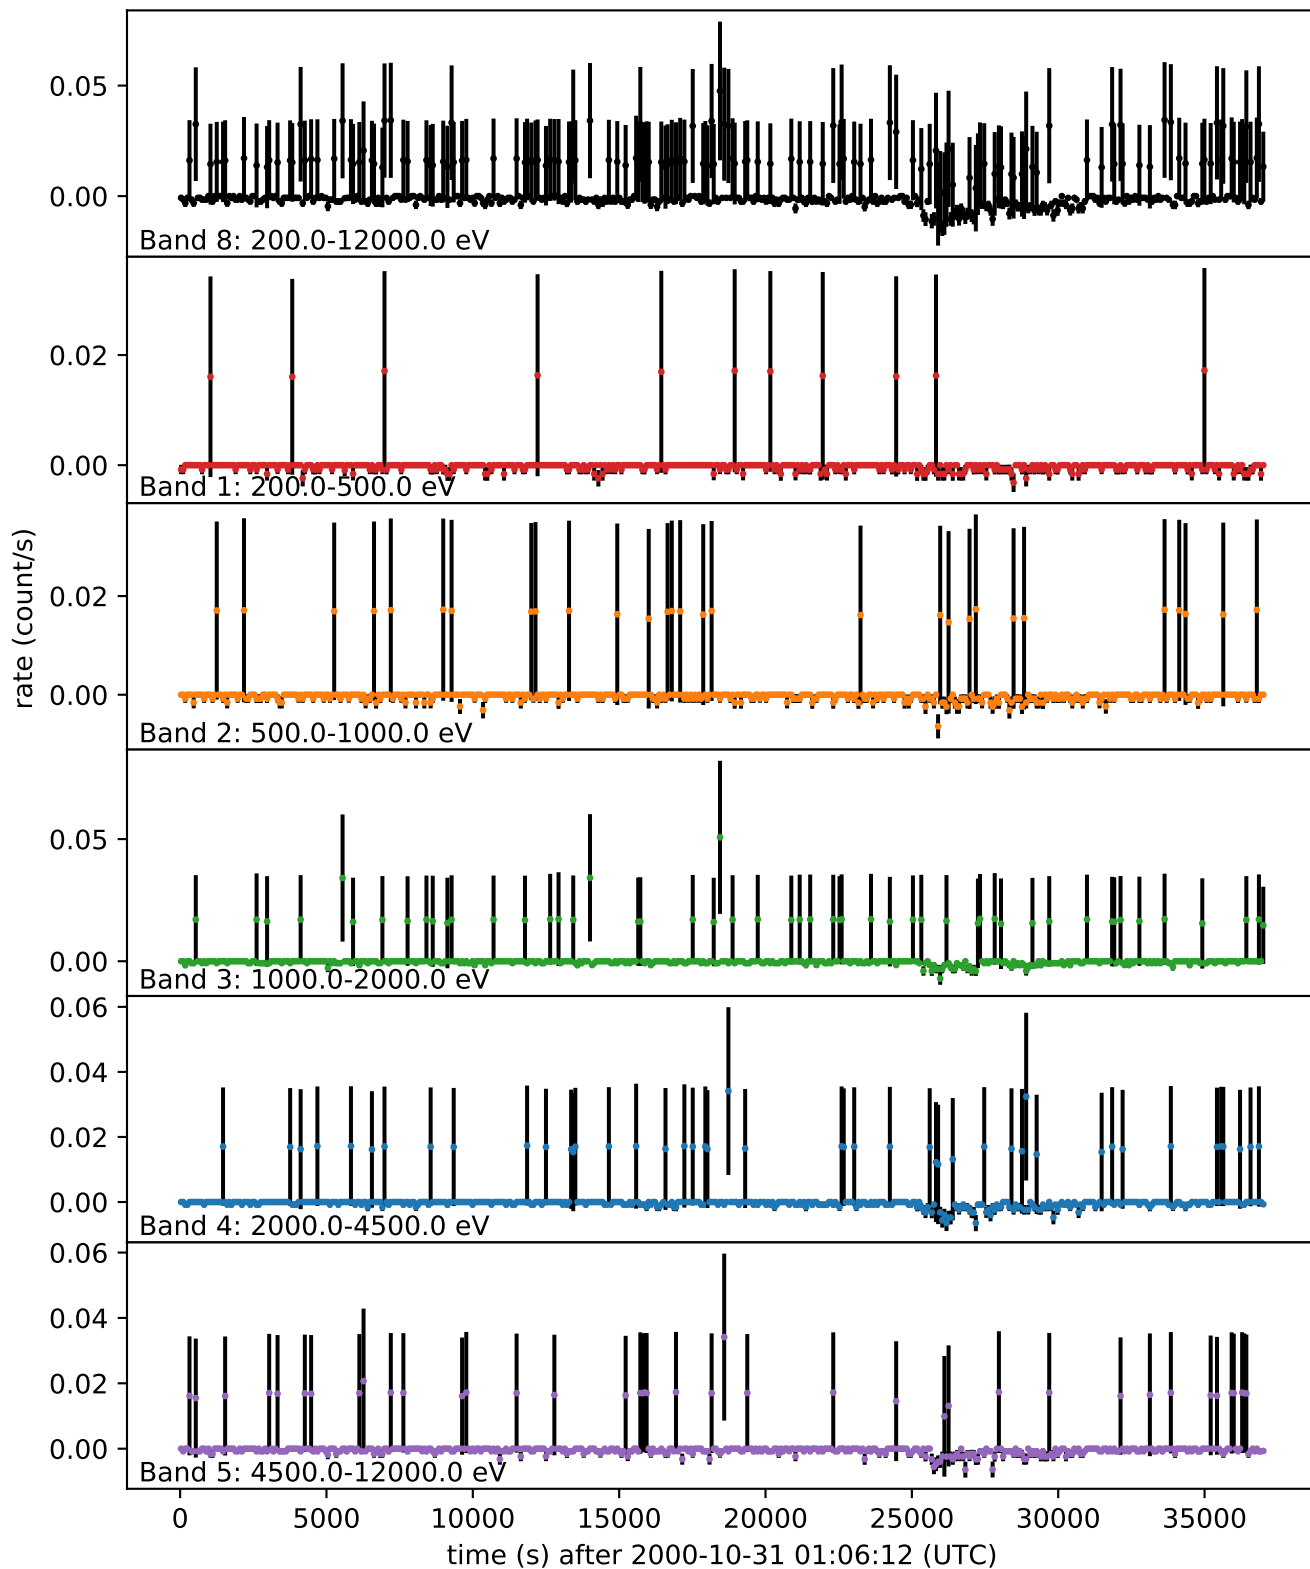 0.05
0.00
Band 8: 200.0-12000.0 eV
0.02
0.00
Band 1: 200.0-500.0 eV
0.02
0.00
Band 2: 500.0-1000.0 eV
rate (count/s)
0.05
0.00
Band 3: 1000.0-2000.0 eV
0.06
0.04
0.02
0.00
Band 4: 2000.0-4500.0 eV
0.06
0.04
0.02
0.00
Band 5: 4500.0-12000.0 eV
0 5000 10000 15000 20000 25000 30000 35000
time (s) after 2000-10-31 01:06:12 (UTC)